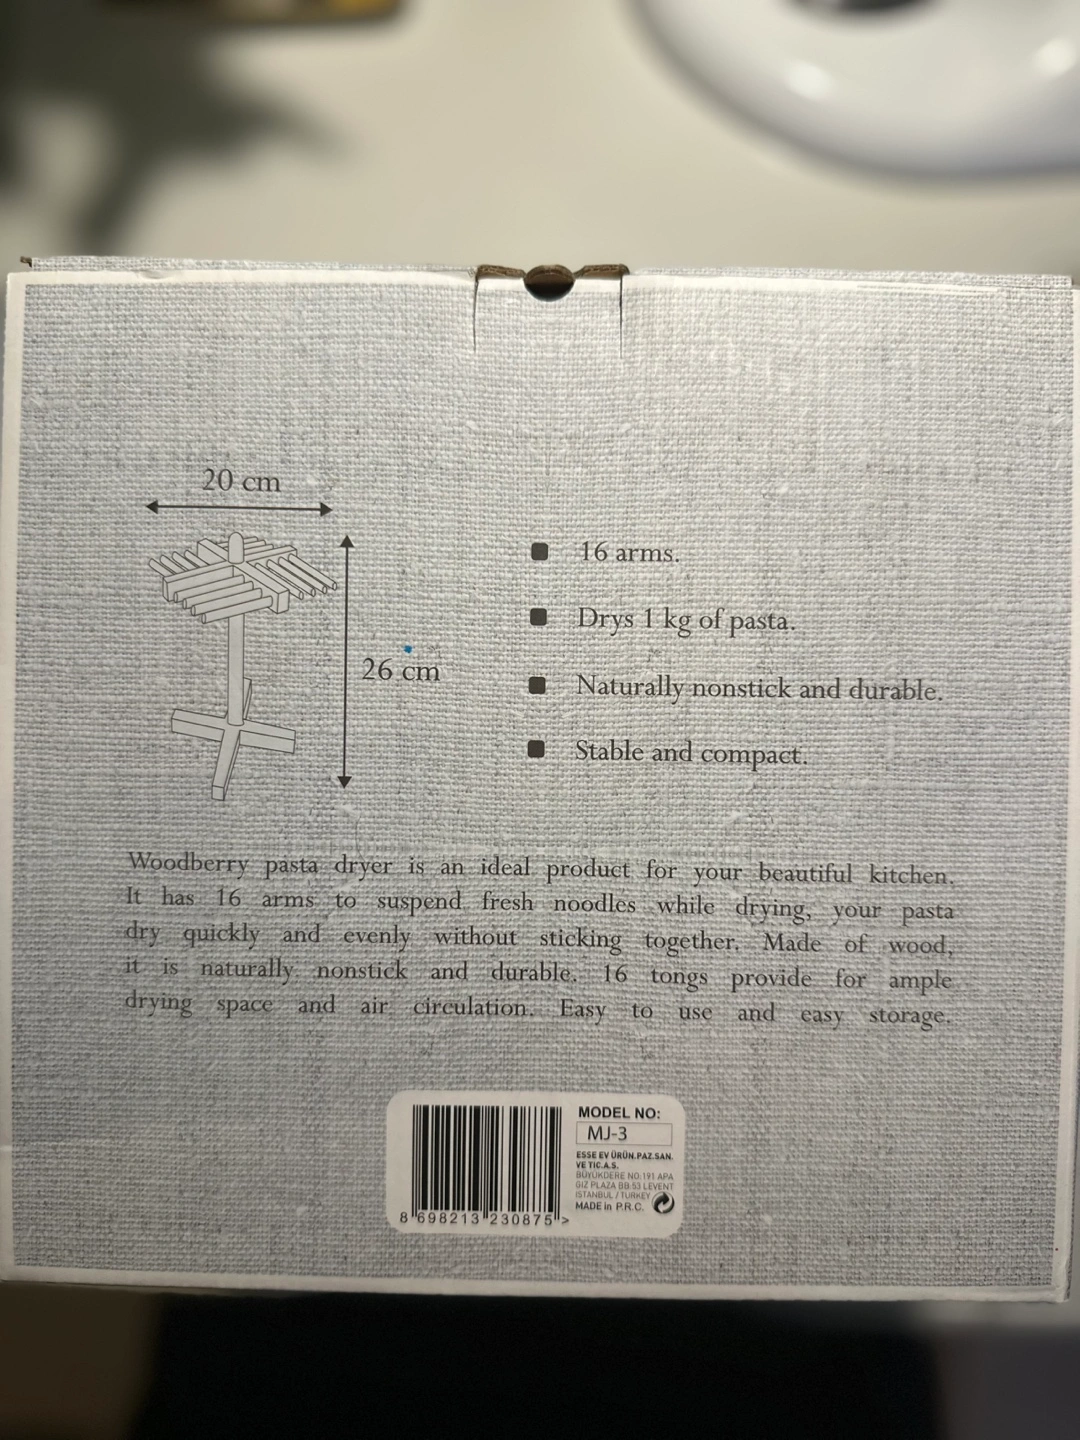 20 cm
26 cm
16 arms.
Drys 1 kg of pasta.
Naturally nonstick and durable.
Stable and compact.
Woodberry pasta dryer is an ideal product for your beautiful kitchen.
It has 16 arms to suspend fresh noodles while drying, your pasta
dry quickly and evenly without sticking together. Made of wood,
it is naturally nonstick and durable. 16 tongs provide for ample
drying space and air circulation. Easy to use and easy storage.
MODEL NO:
MJ-3
ESSE EV ÜRÜN.PAZ.SAN.
VE TIC.A.S.
BÜYÜKDERE NO:191 APA
GIZ PLAZA BB:53 LEVENT
ISTANBUL / TURKEY
MADE in P.R.C.
8 698213 230875 >